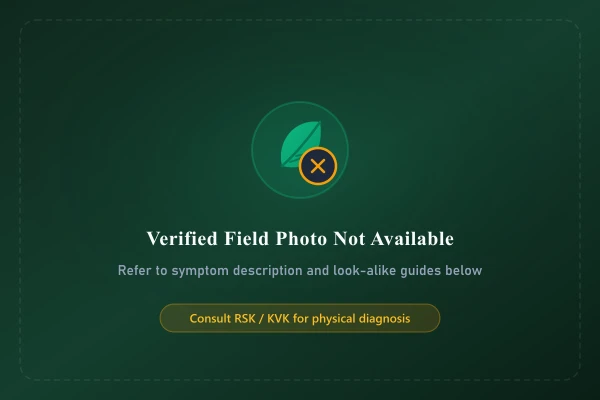 Verified Field Photo Not Available
Refer to symptom description and look-alike guides below
Consult RSK / KVK for physical diagnosis